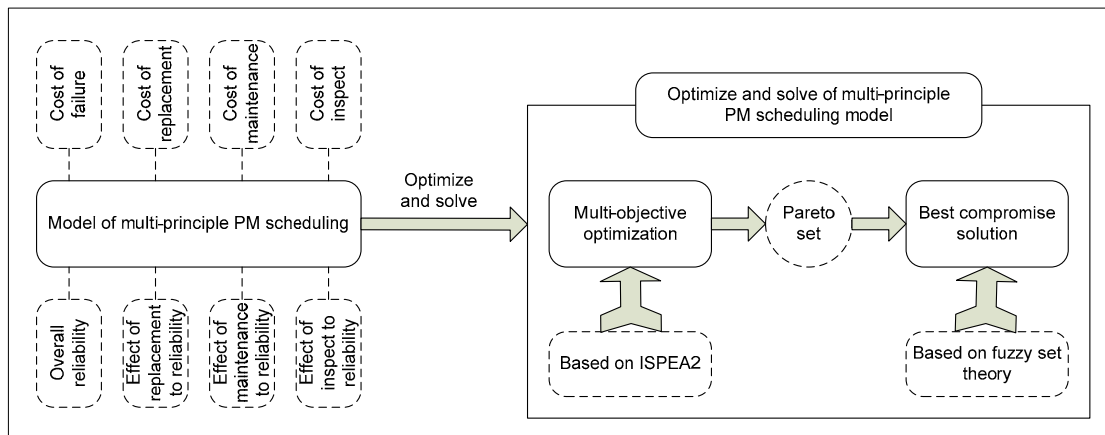 Cost of
failure
Cost of
replacement
Cost of
maintenance
Cost of
inspect
Model of multi-principle PM scheduling
Overall
reliability
Effect of
replacement
to reliability
Effect of
maintenance
to reliability
Effect of
inspect to
reliability
Optimize
and solve
Optimize and solve of multi-principle
PM scheduling model
Multi-objective
optimization
Pareto
set
Best compromise
solution
Based on ISPEA2
Based on fuzzy set
theory